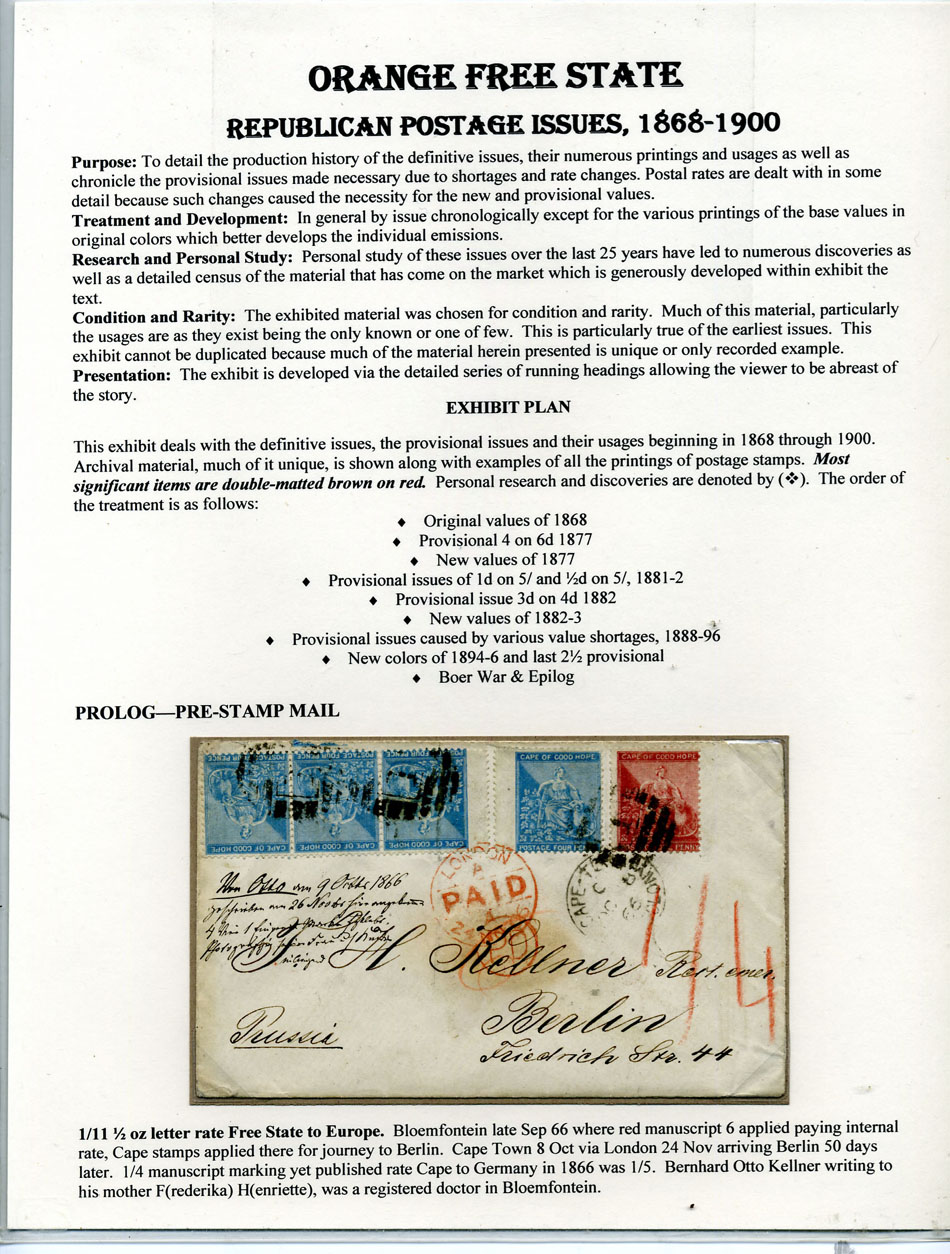 ORANGE FREE STATE
REPUBLICAN POSTAGE ISSUES, 1868-1900
Purpose: To detail the production history of the definitive issues, their numerous printings and usages as well as
chronicle the provisional issues made necessary due to shortages and rate changes. Postal rates are dealt with in some
detail because such changes caused the necessity for the new and provisional values.
Treatment and Development: In general by issue chronologically except for the various printings of the base values in
original colors which better develops the individual emissions.
Research and Personal Study: Personal study of these issues over the last 25 years have led to numerous discoveries as
well as a detailed census of the material that has come on the market which is generously developed within exhibit the
text.
Condition and Rarity: The exhibited material was chosen for condition and rarity. Much of this material, particularly
the usages are as they exist being the only known or one of few. This is particularly true of the earliest issues. This
exhibit cannot be duplicated because much of the material herein presented is unique or only recorded example.
Presentation: The exhibit is developed via the detailed series of running headings allowing the viewer to be abreast of
the story.
EXHIBIT PLAN
This exhibit deals with the definitive issues, the provisional issues and their usages beginning in 1868 through 1900.
Archival material, much of it unique, is shown along with examples of all the printings of postage stamps. Most
significant items are double-matted brown on red. Personal research and discoveries are denoted by (❖). The order of
the treatment is as follows:
♦ Original values of 1868
♦ Provisional 4 on 6d 1877
♦ New values of 1877
♦ Provisional issues of 1d on 5/ and ½d on 5/, 1881-2
♦ Provisional issue 3d on 4d 1882
♦ New values of 1882-3
♦ Provisional issues caused by various value shortages, 1888-96
♦ New colors of 1894-6 and last 2½ provisional
♦ Boer War & Epilog
PROLOG—PRE-STAMP MAIL
POSTAGE FOUR PENCE
CAPE OF GOOD HOPE
CAPE OF GOOD HOPE
CAPE OF GOOD HOPE
CAPE OF GOOD HOPE
POSTAGE FOUR
CAPE OF GOOD HOPE
LONDON
PAID
24
Von Otto am 9 Octbr 1866
1/4
H. Kellner
Berlin
Prussia
Friedrich Str. 44
1/11 ½ oz letter rate Free State to Europe. Bloemfontein late Sep 66 where red manuscript 6 applied paying internal
rate, Cape stamps applied there for journey to Berlin. Cape Town 8 Oct via London 24 Nov arriving Berlin 50 days
later. 1/4 manuscript marking yet published rate Cape to Germany in 1866 was 1/5. Bernhard Otto Kellner writing to
his mother F(rederika) H(enriette), was a registered doctor in Bloemfontein.